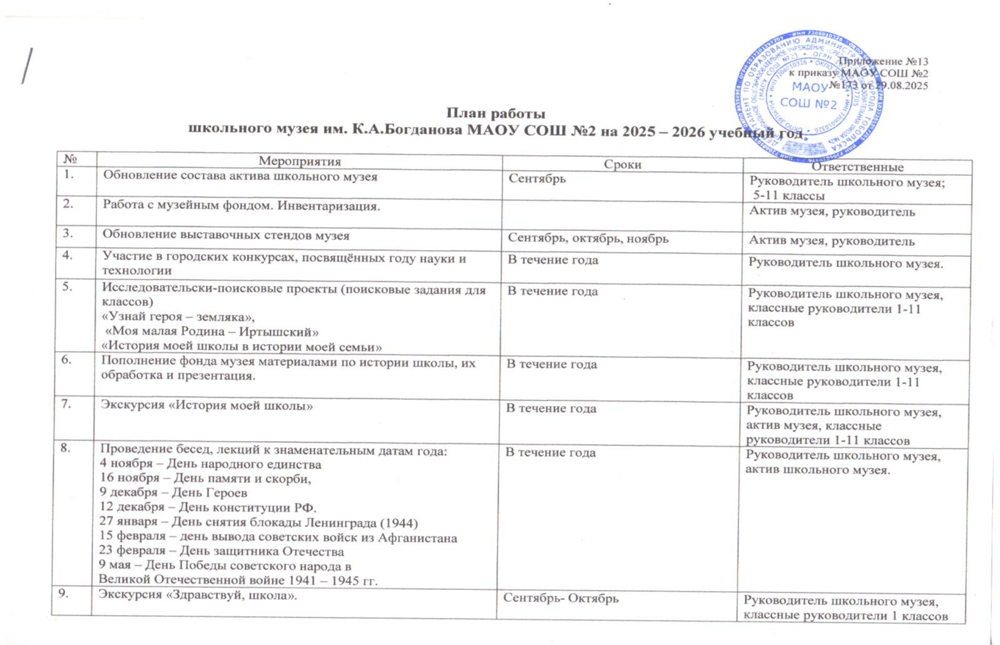 Приложение №13
к приказу МАОУ СОШ №2
№173 от 29.08.2025
МАОУ
СОШ №2
План работы
школьного музея им. К.А.Богданова МАОУ СОШ №2 на 2025 – 2026 учебный год
№ Мероприятия Сроки Ответственные
1. Обновление состава актива школьного музея Сентябрь Руководитель школьного музея;
5-11 классы
2. Работа с музейным фондом. Инвентаризация. Актив музея, руководитель
3. Обновление выставочных стендов музея Сентябрь, октябрь, ноябрь Актив музея, руководитель
4. Участие в городских конкурсах, посвящённых году науки и В течение года Руководитель школьного музея.
технологии
5. Исследовательски-поисковые проекты (поисковые задания для В течение года Руководитель школьного музея,
классов) классные руководители 1-11
«Узнай героя – земляка», классов
«Моя малая Родина – Иртышский»
«История моей школы в истории моей семьи»
6. Пополнение фонда музея материалами по истории школы, их В течение года Руководитель школьного музея,
обработка и презентация. классные руководители 1-11
классов
7. Экскурсия «История моей школы» В течение года Руководитель школьного музея,
актив музея, классные
руководители 1-11 классов
8. Проведение бесед, лекций к знаменательным датам года: В течение года Руководитель школьного музея,
4 ноября – День народного единства актив школьного музея.
16 ноября – День памяти и скорби,
9 декабря – День Героев
12 декабря – День конституции РФ.
27 января – День снятия блокады Ленинграда (1944)
15 февраля – день вывода советских войск из Афганистана
23 февраля – День защитника Отечества
9 мая – День Победы советского народа в
Великой Отечественной войне 1941 – 1945 гг.
9. Экскурсия «Здравствуй, школа». Сентябрь- Октябрь Руководитель школьного музея,
классные руководители 1 классов